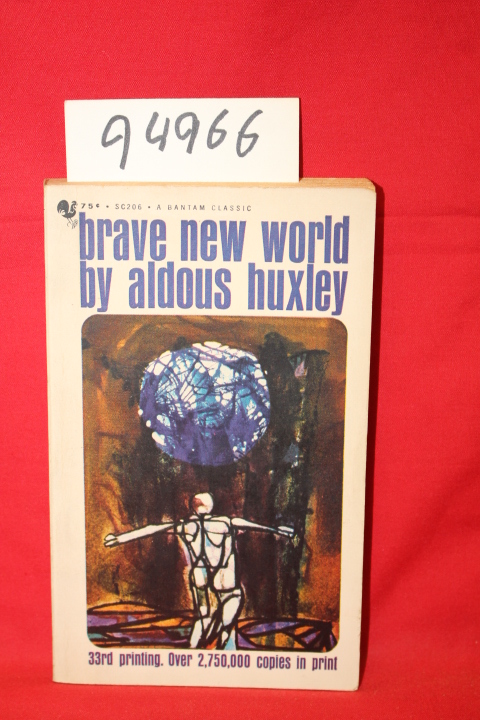 94966
75¢ • SC206 • A BANTAM CLASSIC
brave new world
by aldous huxley
33rd printing. Over 2,750,000 copies in print